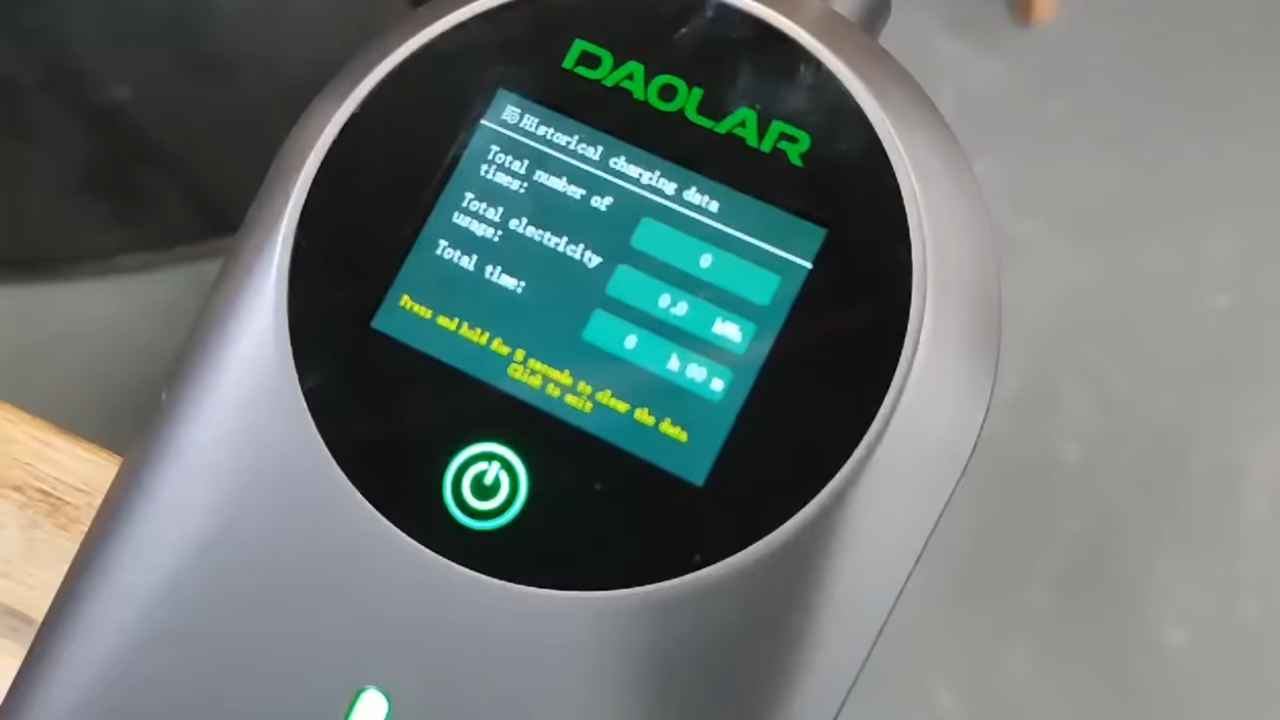 DAOLAR
Historical charging data
Total number of
times:
0
Total electricity
usage:
0.0 kWh
Total time:
0 h 00 m
Press and hold for 5 seconds to clear the data
Click to exit